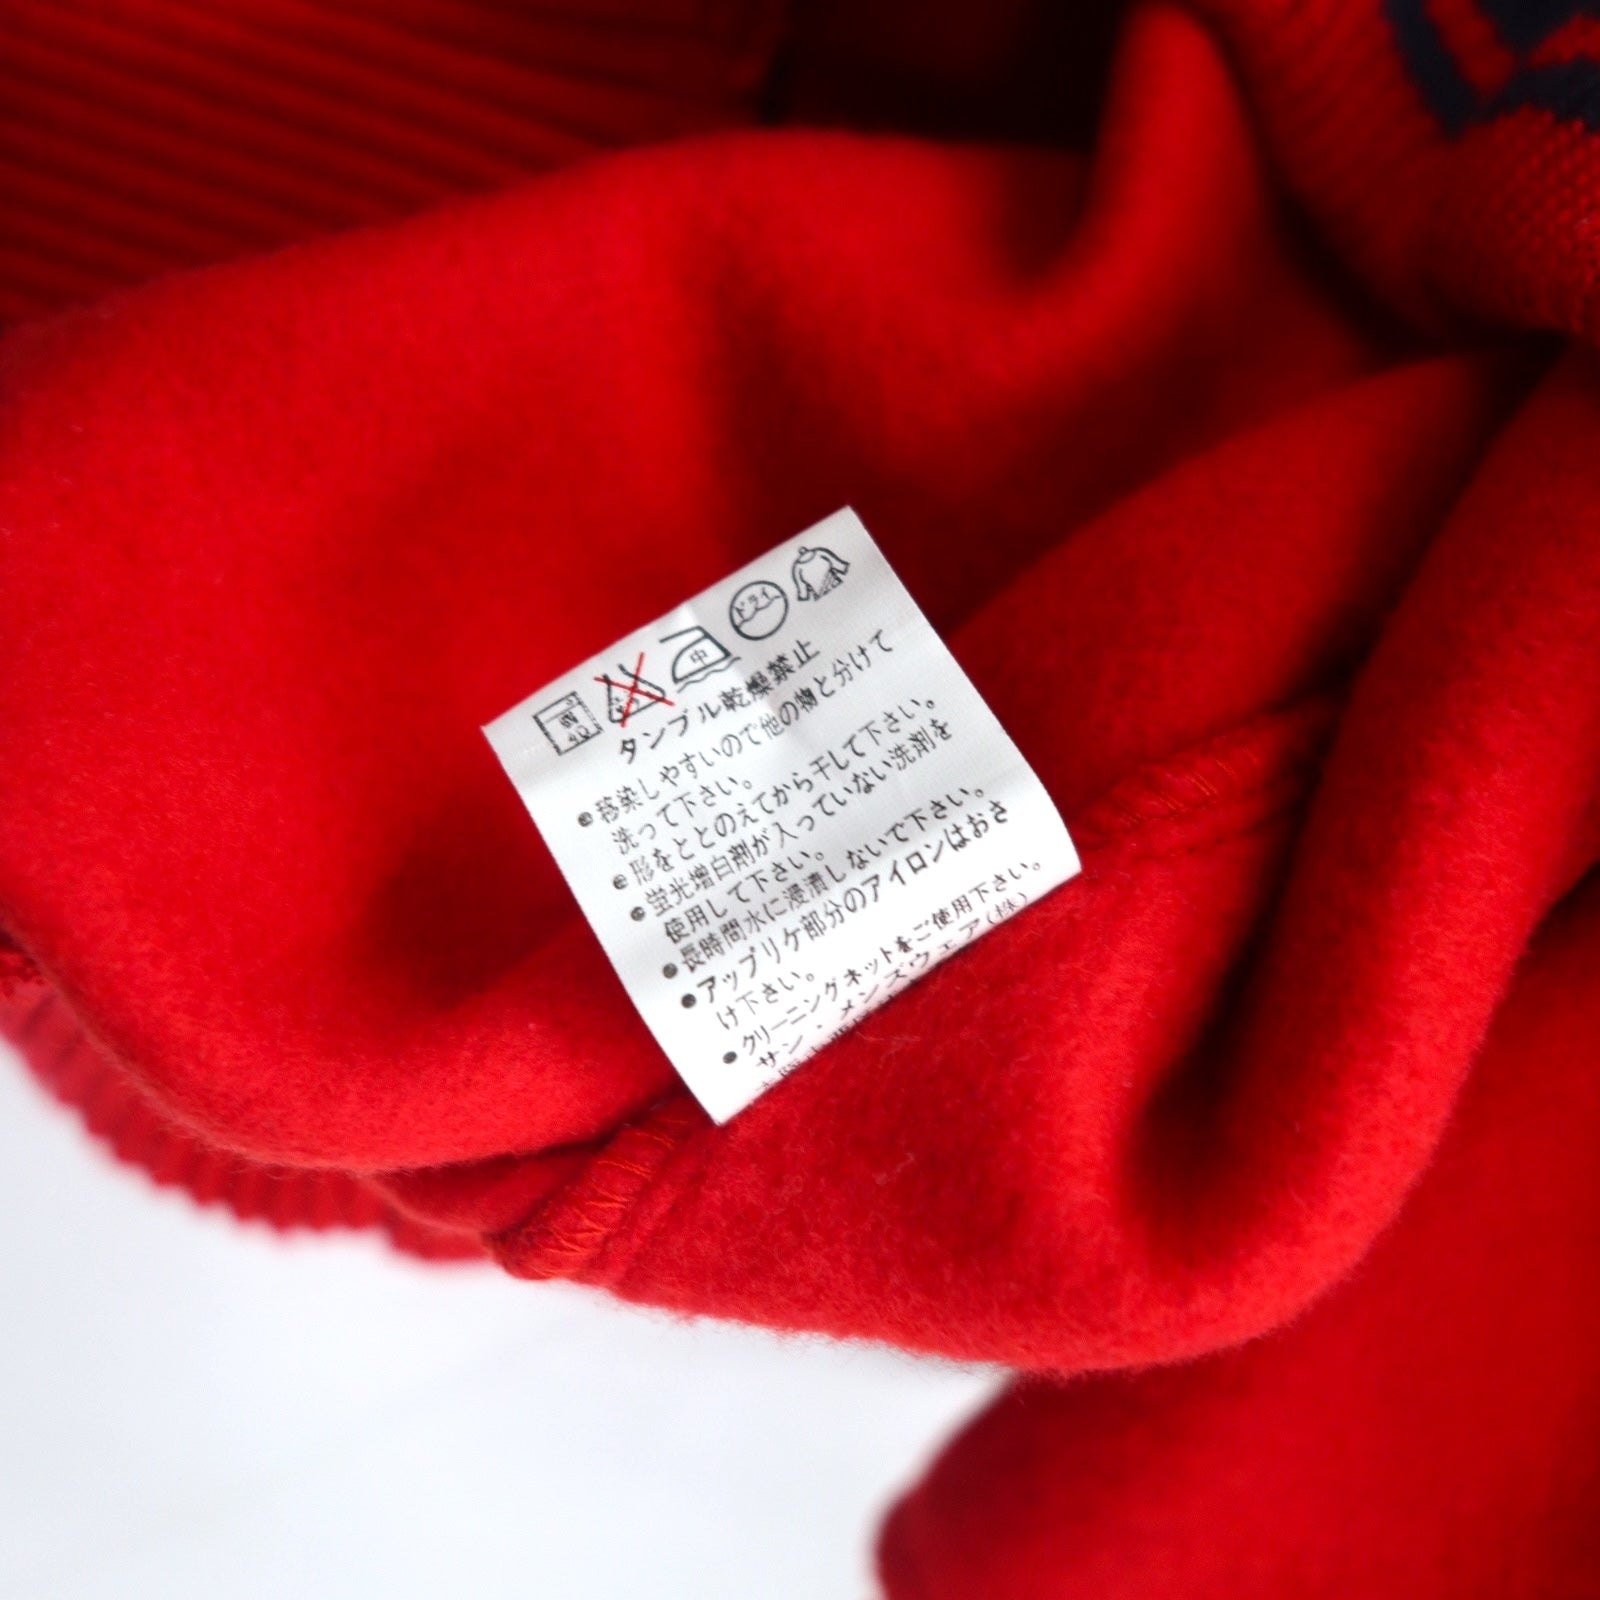 中 ドライ
タンブル乾燥禁止
●移染しやすいので他の物と分けて
洗って下さい。
●形をととのえてから干して下さい。
●蛍光増白剤が入っていない洗剤を
使用して下さい。
●長時間水に浸漬しないで下さい。
●アップリケ部分のアイロンはおさ
け下さい。
●クリーニングネットをご使用下さい。
サン・メンズウェア(株)